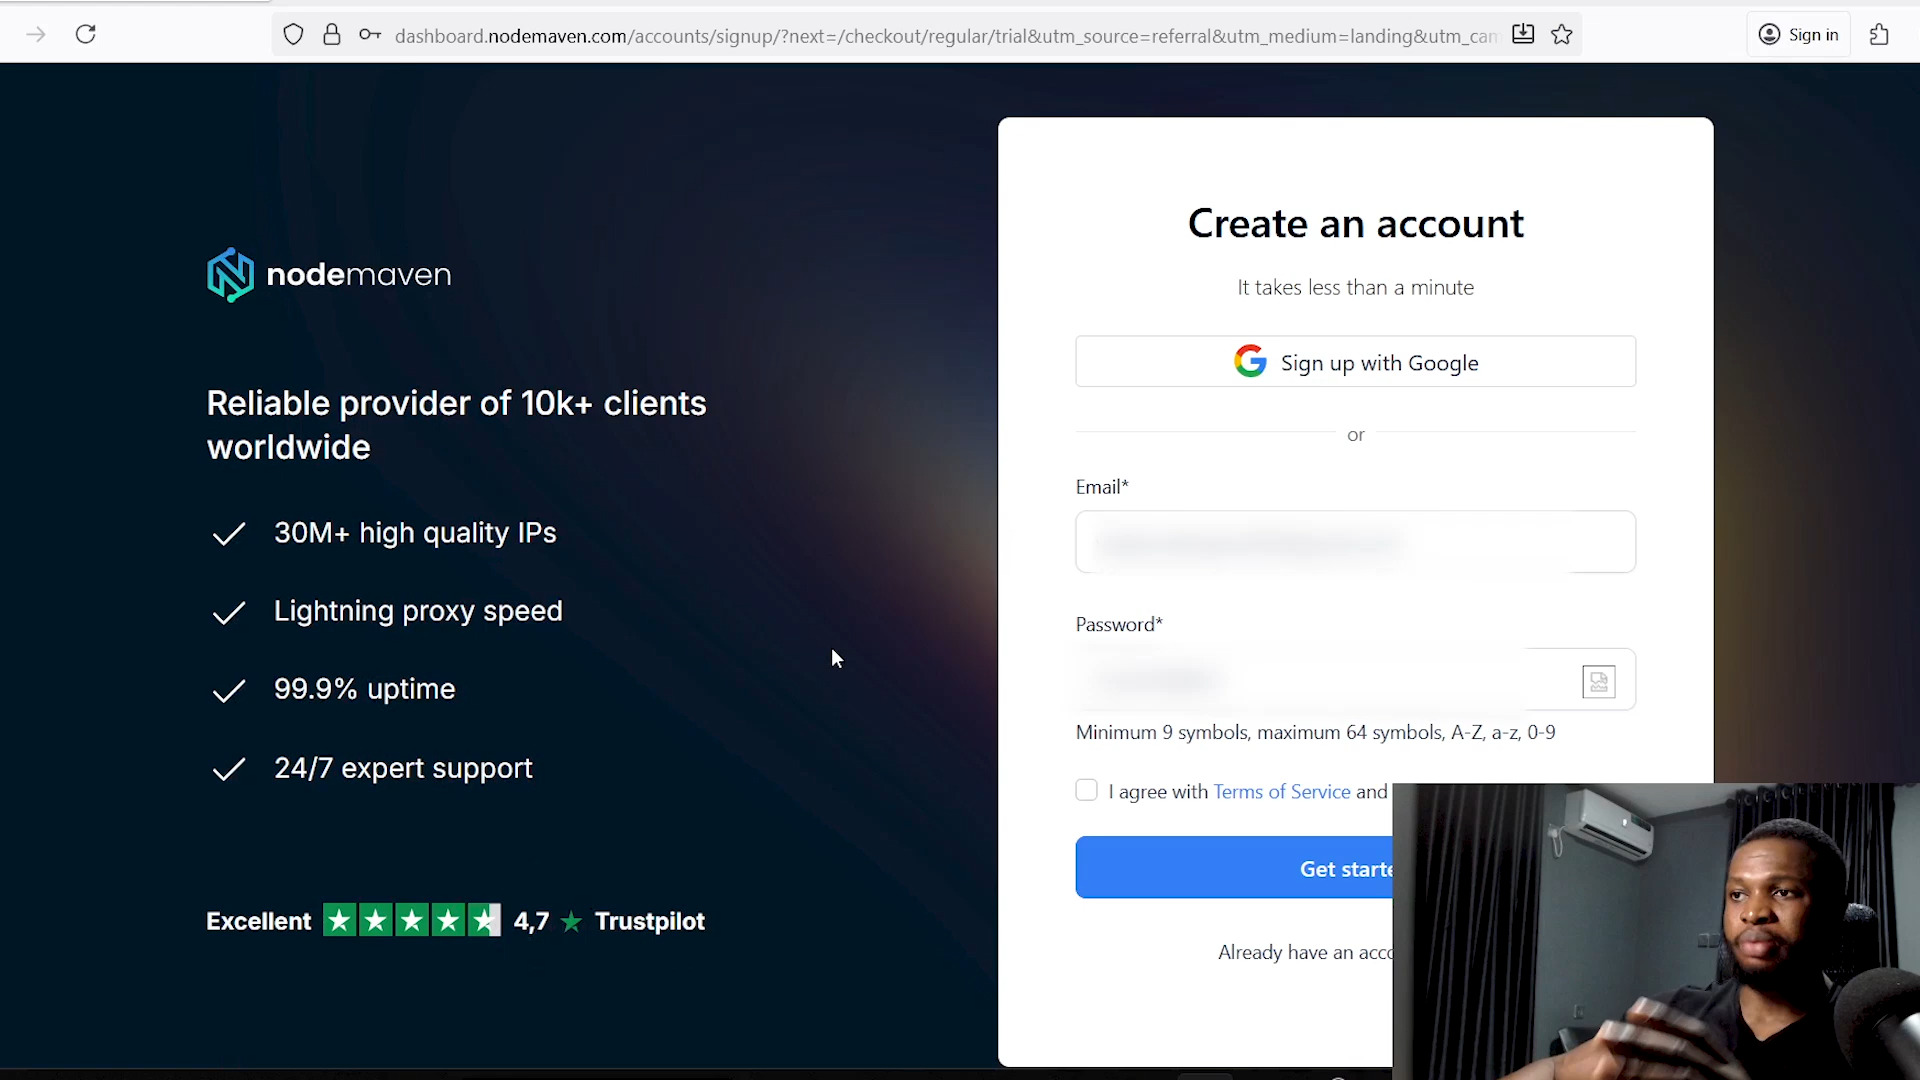 dashboard.nodemaven.com/accounts/signup/?next=/checkout/regular/trial&utm_source=referral&utm_medium=landing&utm_cam
Sign in
nodemaven
Reliable provider of 10k+ clients
worldwide
30M+ high quality IPs
Lightning proxy speed
99.9% uptime
24/7 expert support
Excellent 4,7 Trustpilot
Create an account
It takes less than a minute
Sign up with Google
or
Email*
Password*
Minimum 9 symbols, maximum 64 symbols, A-Z, a-z, 0-9
I agree with Terms of Service and
Get starte
Already have an acco